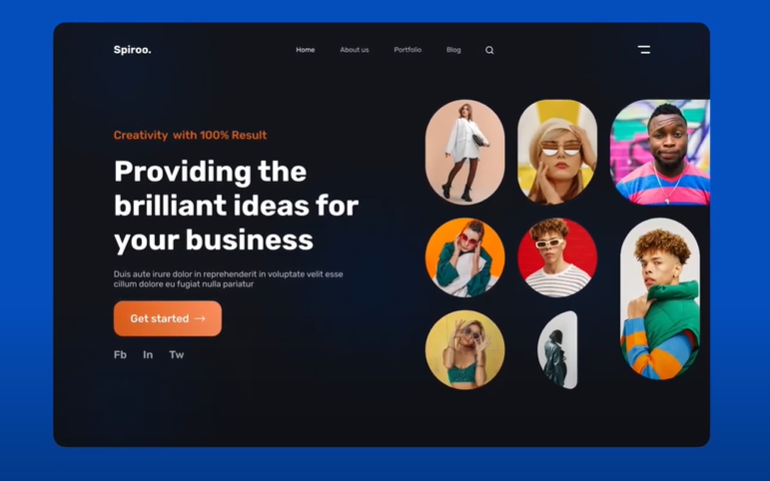 Spiroo.
Home
About us
Portfolio
Blog
Creativity with 100% Result
Providing the
brilliant ideas for
your business
Duis aute irure dolor in reprehenderit in voluptate velit esse
cillum dolore eu fugiat nulla pariatur
Get started →
Fb
In
Tw